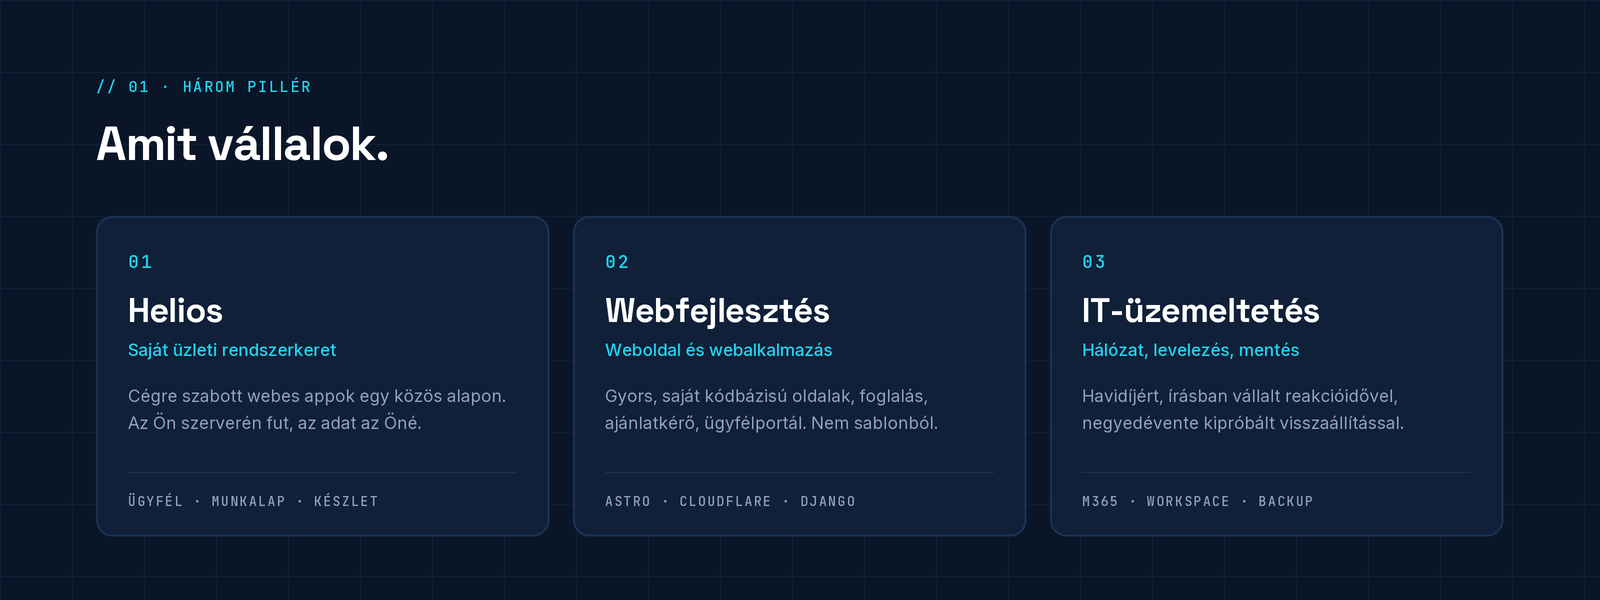 // 01 · HÁROM PILLÉR
Amit vállalok.
01
Helios
Saját üzleti rendszerkeret
Cégre szabott webes appok egy közös alapon.
Az Ön szerverén fut, az adat az Öné.
ÜGYFÉL · MUNKALAP · KÉSZLET
02
Webfejlesztés
Weboldal és webalkalmazás
Gyors, saját kódbázisú oldalak, foglalás,
ajánlatkérő, ügyfélportál. Nem sablonból.
ASTRO · CLOUDFLARE · DJANGO
03
IT-üzemeltetés
Hálózat, levelezés, mentés
Havidíjért, írásban vállalt reakcióidővel,
negyedévente kipróbált visszaállítással.
M365 · WORKSPACE · BACKUP